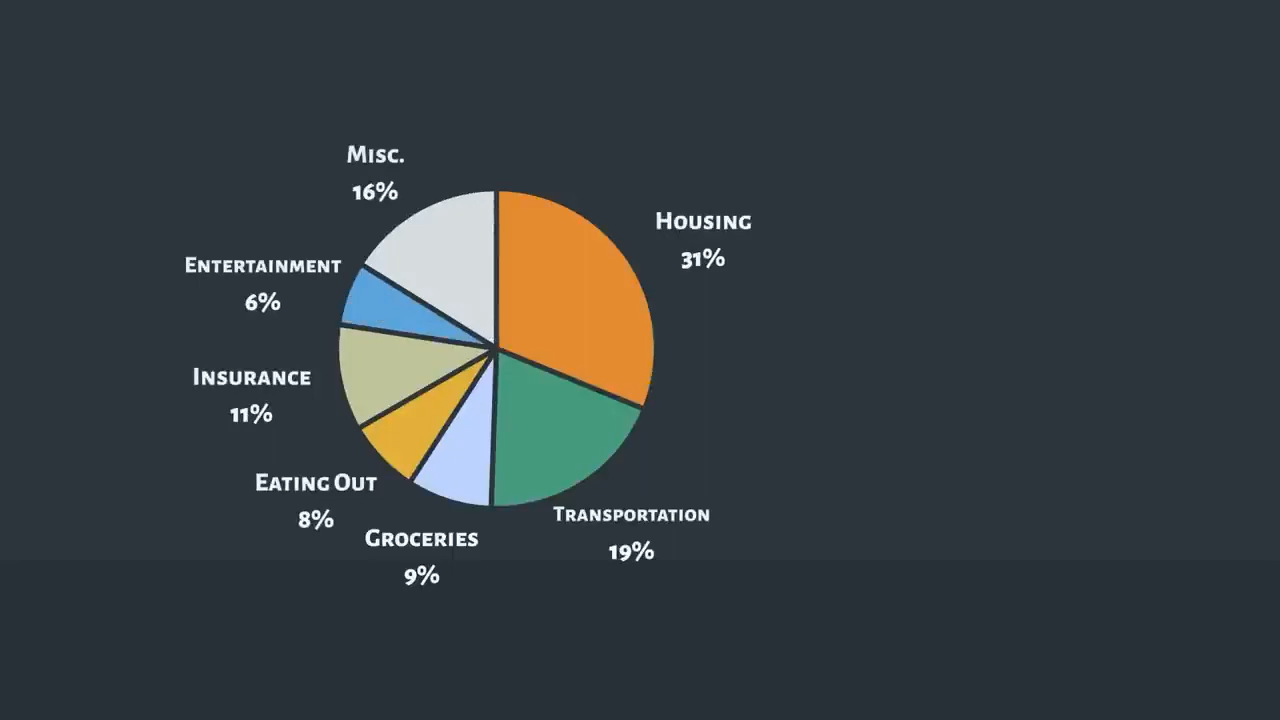 Misc.
16%
Housing
31%
Entertainment
6%
Insurance
11%
Eating Out
8%
Transportation
19%
Groceries
9%